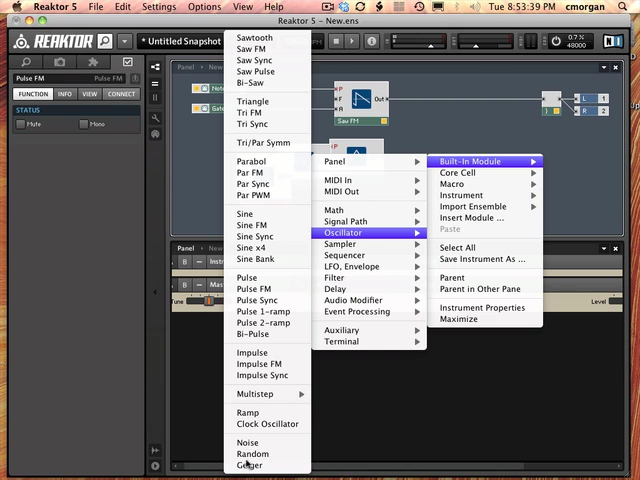 Reaktor 5 File Edit Settings Options View Help Tue 8:53:39 PM cmorgan
Reaktor 5 - New.ens
REAKTOR * Untitled Snapshot 0.7 %
48000
Pulse FM Pulse FM
FUNCTION INFO VIEW CONNECT
STATUS
Mute Mono
Panel
Note
Gate
P
F
A
Out
Saw FM
L 1
R 2
Sawtooth
Saw FM
Saw Sync
Saw Pulse
Bi-Saw
Triangle
Tri FM
Tri Sync
Tri/Par Symm
Parabol
Par FM
Par Sync
Par PWM
Sine
Sine FM
Sine Sync
Sine x4
Sine Bank
Pulse
Pulse FM
Pulse Sync
Pulse 1-ramp
Pulse 2-ramp
Bi-Pulse
Impulse
Impulse FM
Impulse Sync
Multistep
Ramp
Clock Oscillator
Noise
Random
Geiger
Panel
MIDI In
MIDI Out
Math
Signal Path
Oscillator
Sampler
Sequencer
LFO, Envelope
Filter
Delay
Audio Modifier
Event Processing
Auxiliary
Terminal
Built-In Module
Core Cell
Macro
Instrument
Import Ensemble
Insert Module ...
Paste
Select All
Save Instrument As ...
Parent
Parent in Other Pane
Instrument Properties
Maximize
Panel New
B
B
Tune
Level